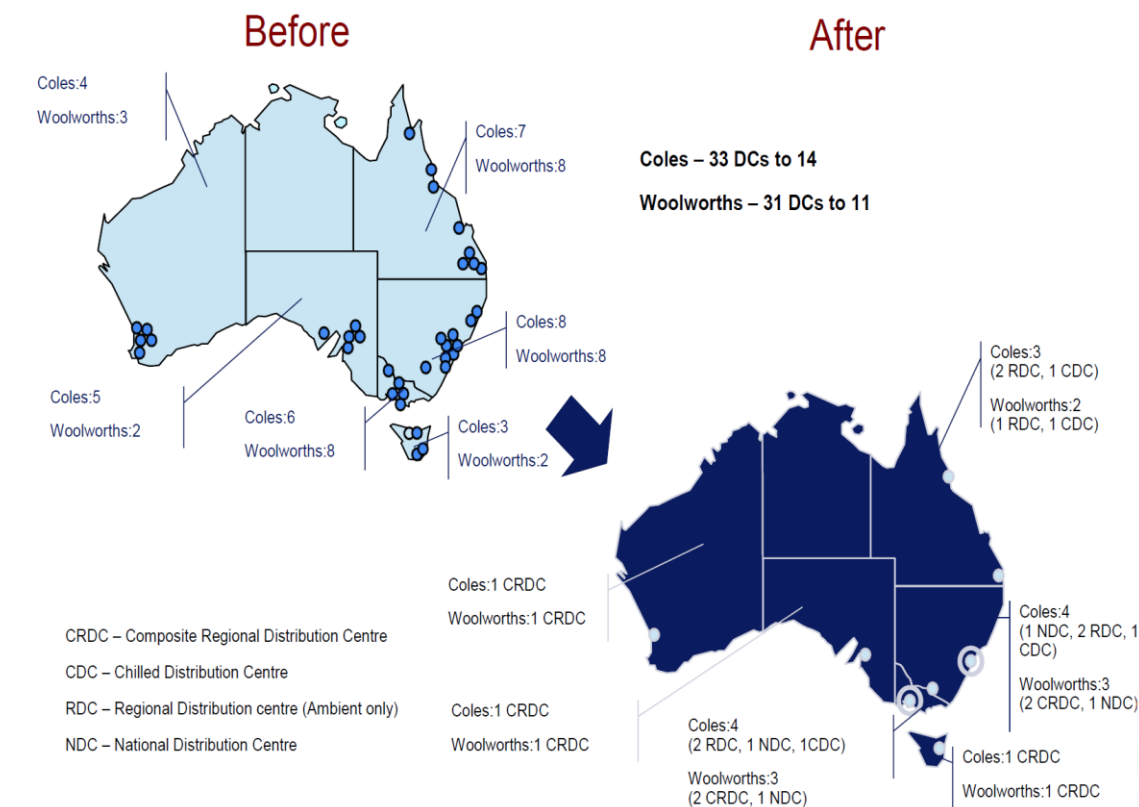 Before
After
Coles:4
Woolworths:3
Coles:7
Woolworths:8
Coles – 33 DCs to 14
Woolworths – 31 DCs to 11
Coles:8
Woolworths:8
Coles:5
Woolworths:2
Coles:6
Woolworths:8
Coles:3
Woolworths:2
Coles:3
(2 RDC, 1 CDC)
Woolworths:2
(1 RDC, 1 CDC)
Coles:1 CRDC
Woolworths:1 CRDC
Coles:4
(1 NDC, 2 RDC, 1
CDC)
Woolworths:3
(2 CRDC, 1 NDC)
CRDC – Composite Regional Distribution Centre
CDC – Chilled Distribution Centre
RDC – Regional Distribution centre (Ambient only)
NDC – National Distribution Centre
Coles:1 CRDC
Woolworths:1 CRDC
Coles:4
(2 RDC, 1 NDC, 1CDC)
Woolworths:3
(2 CRDC, 1 NDC)
Coles:1 CRDC
Woolworths:1 CRDC